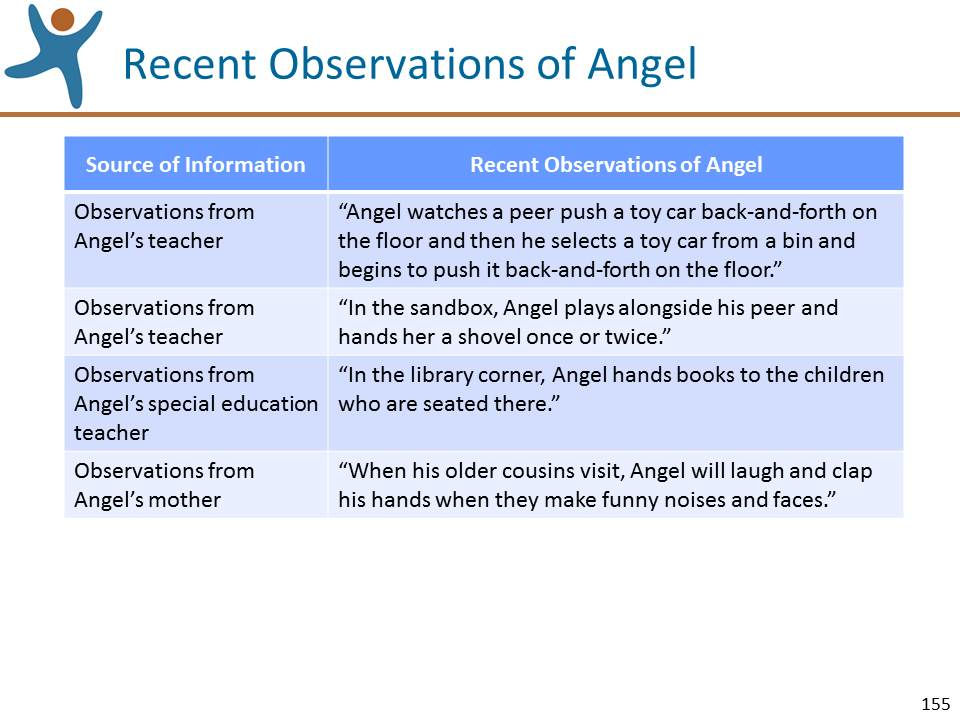 Recent Observations of Angel
Source of Information
Recent Observations of Angel
Observations from
Angel’s teacher
“Angel watches a peer push a toy car back-and-forth on
the floor and then he selects a toy car from a bin and
begins to push it back-and-forth on the floor.”
Observations from
Angel’s teacher
“In the sandbox, Angel plays alongside his peer and
hands her a shovel once or twice.”
Observations from
Angel’s special education
teacher
“In the library corner, Angel hands books to the children
who are seated there.”
Observations from
Angel’s mother
“When his older cousins visit, Angel will laugh and clap
his hands when they make funny noises and faces.”
155